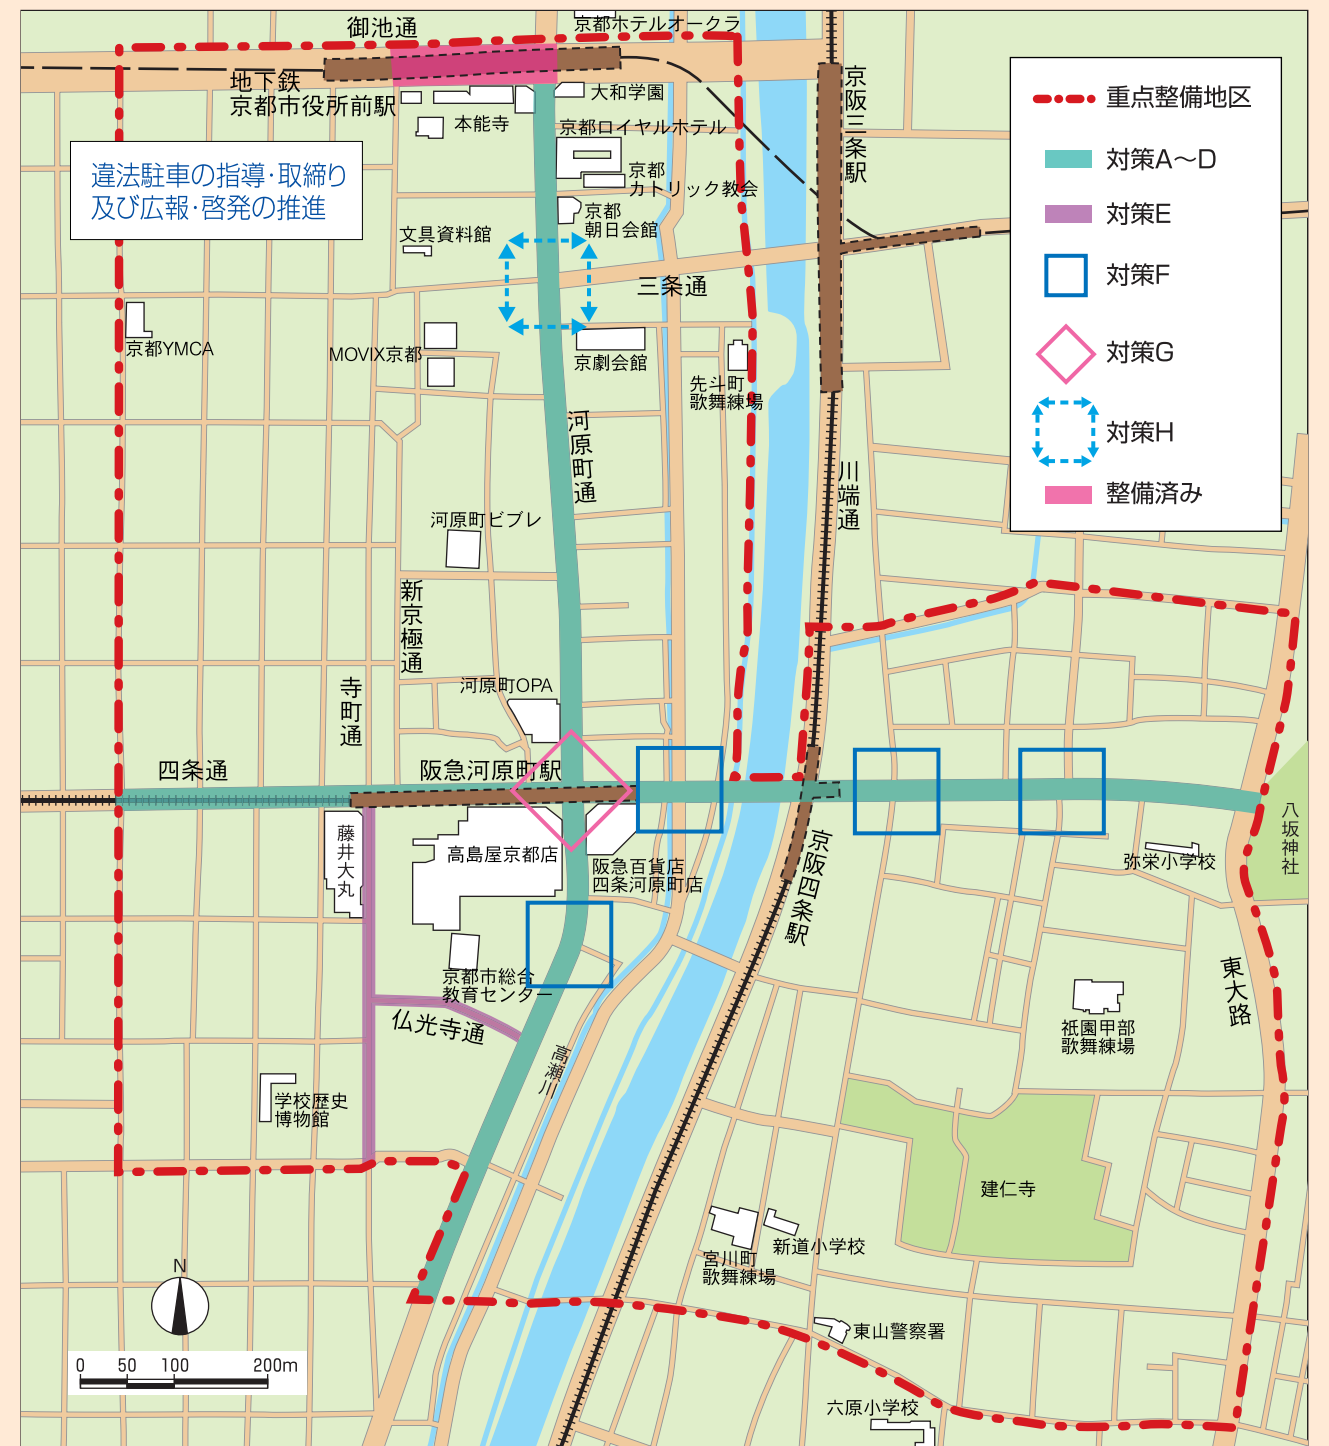 御池通
京都ホテルオークラ
地下鉄
京都市役所前駅
本能寺
大和学園
京都ロイヤルホテル
京都
カトリック教会
京都
朝日会館
文具資料館
京阪三条駅
違法駐車の指導・取締り
及び広報・啓発の推進
重点整備地区
対策A〜D
対策E
対策F
対策G
対策H
整備済み
三条通
京都YMCA
MOVIX京都
京劇会館
先斗町
歌舞練場
河原町通
川端通
河原町ビブレ
新京極通
寺町通
河原町OPA
四条通
阪急河原町駅
藤井大丸
高島屋京都店
阪急百貨店
四条河原町店
京阪四条駅
弥栄小学校
八坂神社
京都市総合
教育センター
仏光寺通
高瀬川
東大路
祇園甲部
歌舞練場
学校歴史
博物館
建仁寺
宮川町
歌舞練場
新道小学校
東山警察署
六原小学校
N
0 50 100 200m